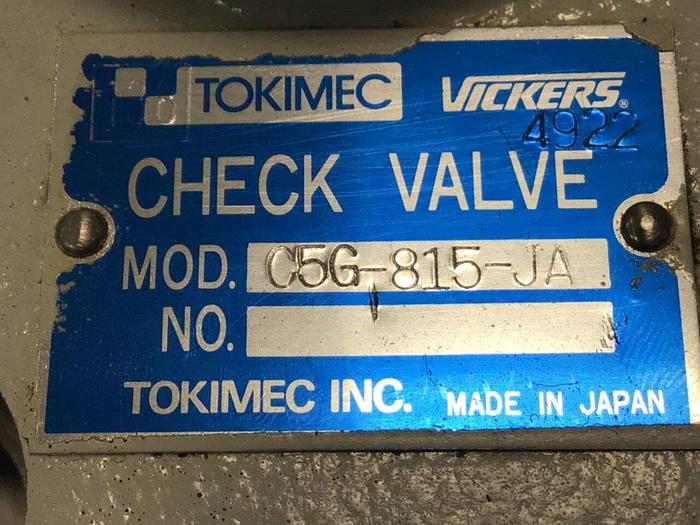 TOKIMEC VICKERS®
4922
CHECK VALVE
MOD. C5G-815-JA
NO.
TOKIMEC INC. MADE IN JAPAN